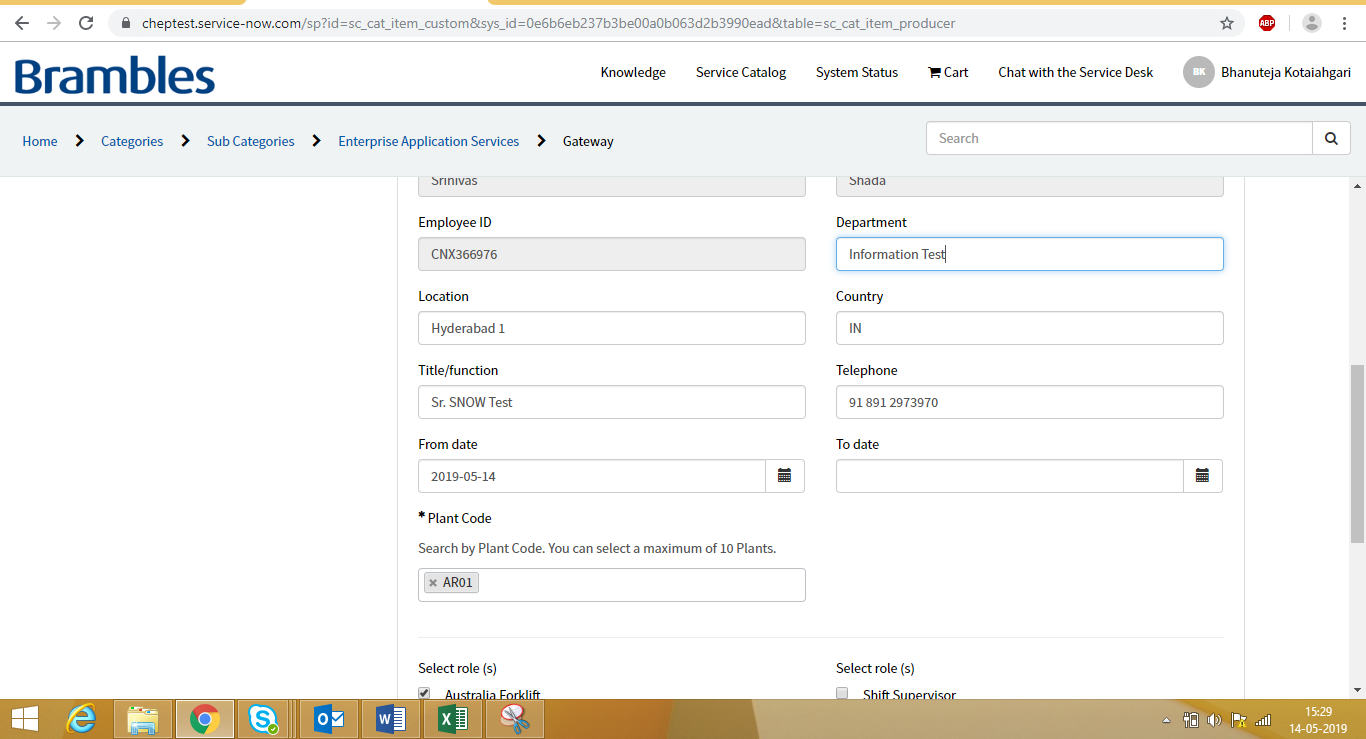 cheptest.service-now.com/sp?id=sc_cat_item_custom&sys_id=0e6b6eb237b3be00a0b063d2b3990ead&table=sc_cat_item_producer
ABP
Brambles
Knowledge Service Catalog System Status Cart Chat with the Service Desk BK Bhanuteja Kotaiahgari
Home Categories Sub Categories Enterprise Application Services Gateway Search
Srinivas Shada
Employee ID Department
CNX366976 Information Test
Location Country
Hyderabad 1 IN
Title/function Telephone
Sr. SNOW Test 91 891 2973970
From date To date
2019-05-14
* Plant Code
Search by Plant Code. You can select a maximum of 10 Plants.
× AR01
Select role (s) Select role (s)
Australia Forklift Shift Supervisor
15:29
14-05-2019